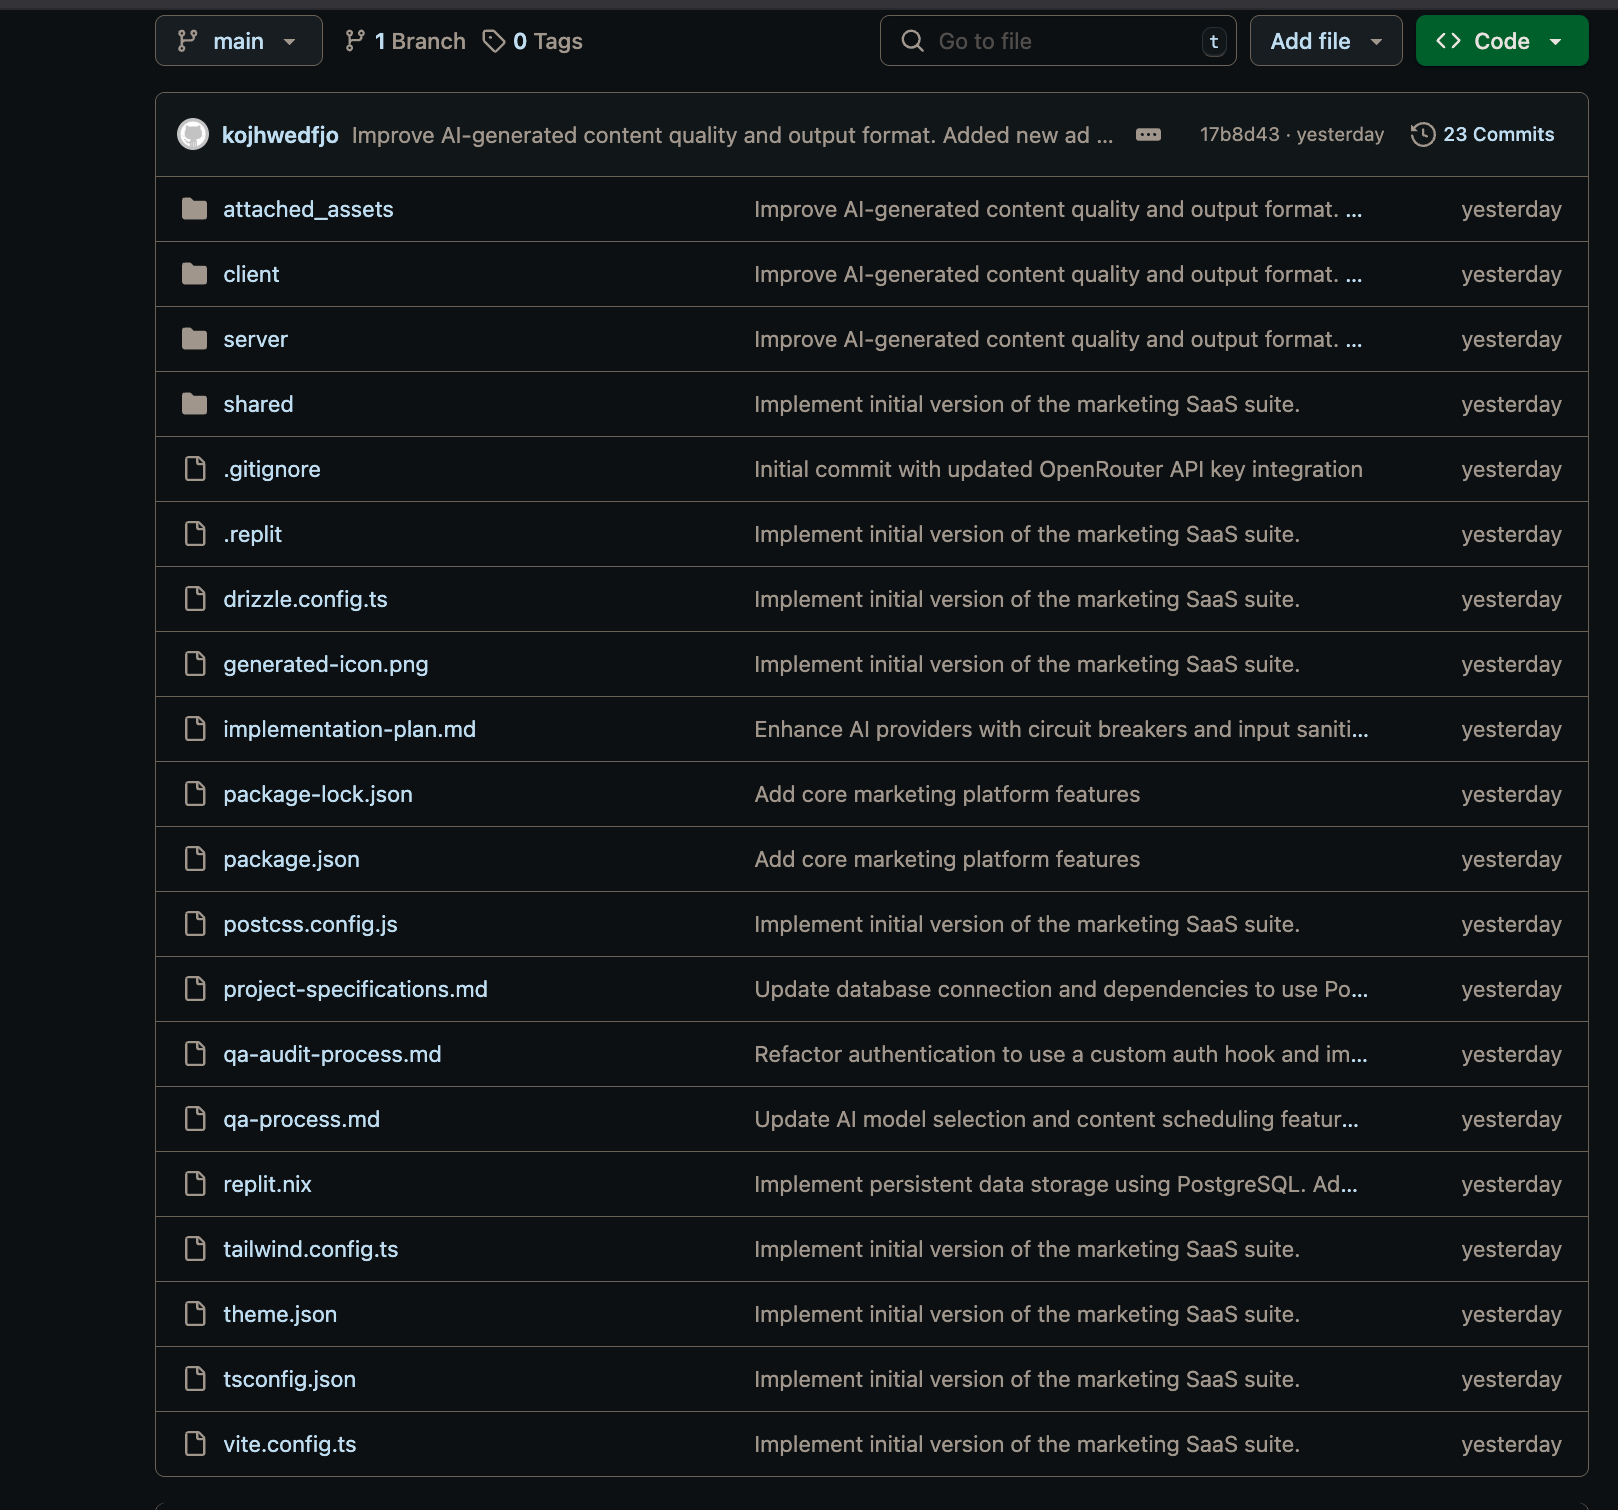 main 1 Branch 0 Tags Go to file t Add file Code
kojhwedfjo Improve AI-generated content quality and output format. Added new ad ... 17b8d43 · yesterday 23 Commits
attached_assets Improve AI-generated content quality and output format. ... yesterday
client Improve AI-generated content quality and output format. ... yesterday
server Improve AI-generated content quality and output format. ... yesterday
shared Implement initial version of the marketing SaaS suite. yesterday
.gitignore Initial commit with updated OpenRouter API key integration yesterday
.replit Implement initial version of the marketing SaaS suite. yesterday
drizzle.config.ts Implement initial version of the marketing SaaS suite. yesterday
generated-icon.png Implement initial version of the marketing SaaS suite. yesterday
implementation-plan.md Enhance AI providers with circuit breakers and input saniti... yesterday
package-lock.json Add core marketing platform features yesterday
package.json Add core marketing platform features yesterday
postcss.config.js Implement initial version of the marketing SaaS suite. yesterday
project-specifications.md Update database connection and dependencies to use Po... yesterday
qa-audit-process.md Refactor authentication to use a custom auth hook and im... yesterday
qa-process.md Update AI model selection and content scheduling featur... yesterday
replit.nix Implement persistent data storage using PostgreSQL. Ad... yesterday
tailwind.config.ts Implement initial version of the marketing SaaS suite. yesterday
theme.json Implement initial version of the marketing SaaS suite. yesterday
tsconfig.json Implement initial version of the marketing SaaS suite. yesterday
vite.config.ts Implement initial version of the marketing SaaS suite. yesterday